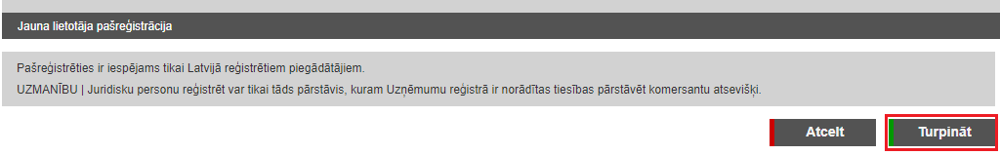 Jauna lietotāja pašreģistrācija
Pašreģistrēties ir iespējams tikai Latvijā reģistrētiem piegādātājiem.
UZMANĪBU | Juridisku personu reģistrēt var tikai tāds pārstāvis, kuram Uzņēmumu reģistrā ir norādītas tiesības pārstāvēt komersantu atsevišķi.
Atcelt
Turpināt